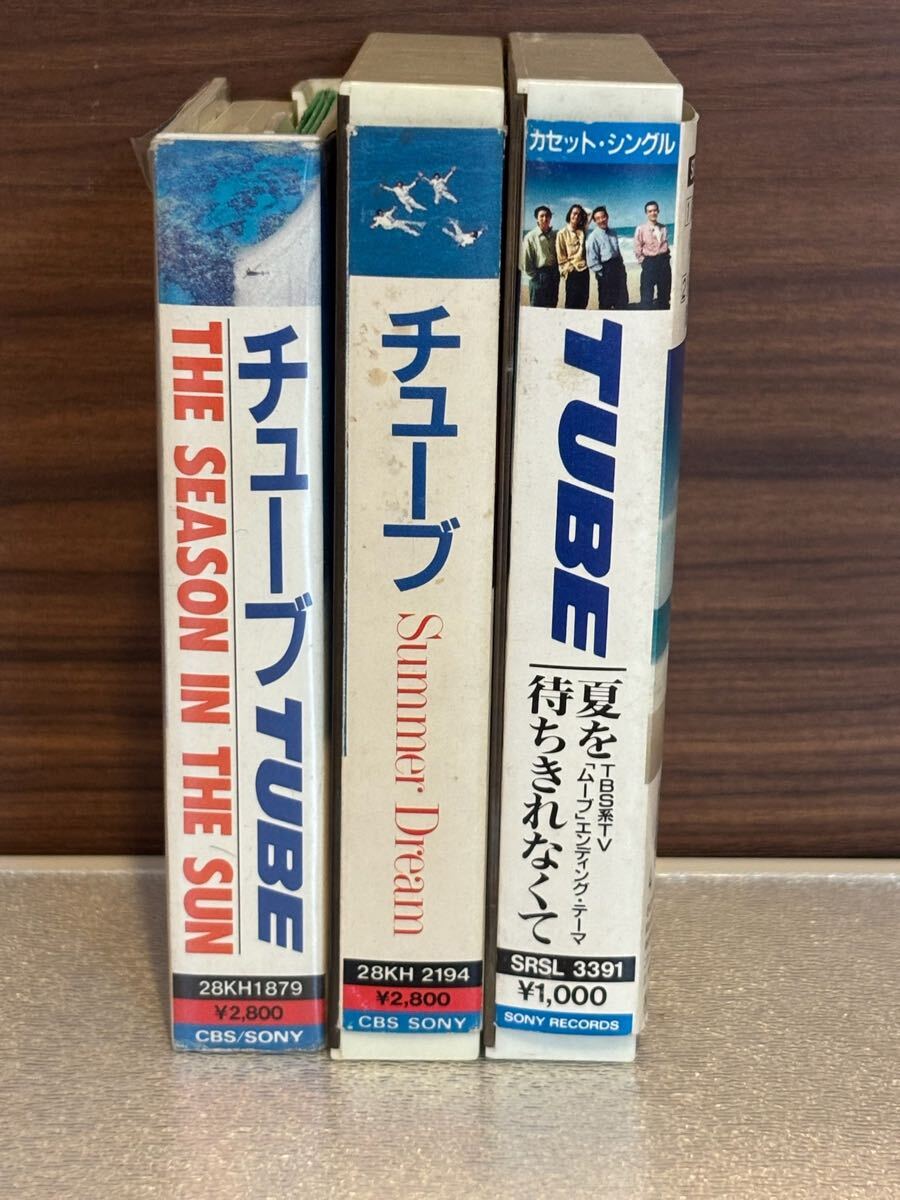 チューブ TUBE
THE SEASON IN THE SUN
28KH1879
¥2,800
CBS/SONY
チューブ
Summer Dream
28KH 2194
¥2,800
CBS SONY
カセット・シングル
TUBE
夏を
待ちきれなくて
TBS系TV
「ムーブ」エンディング・テーマ
SRSL 3391
¥1,000
SONY RECORDS